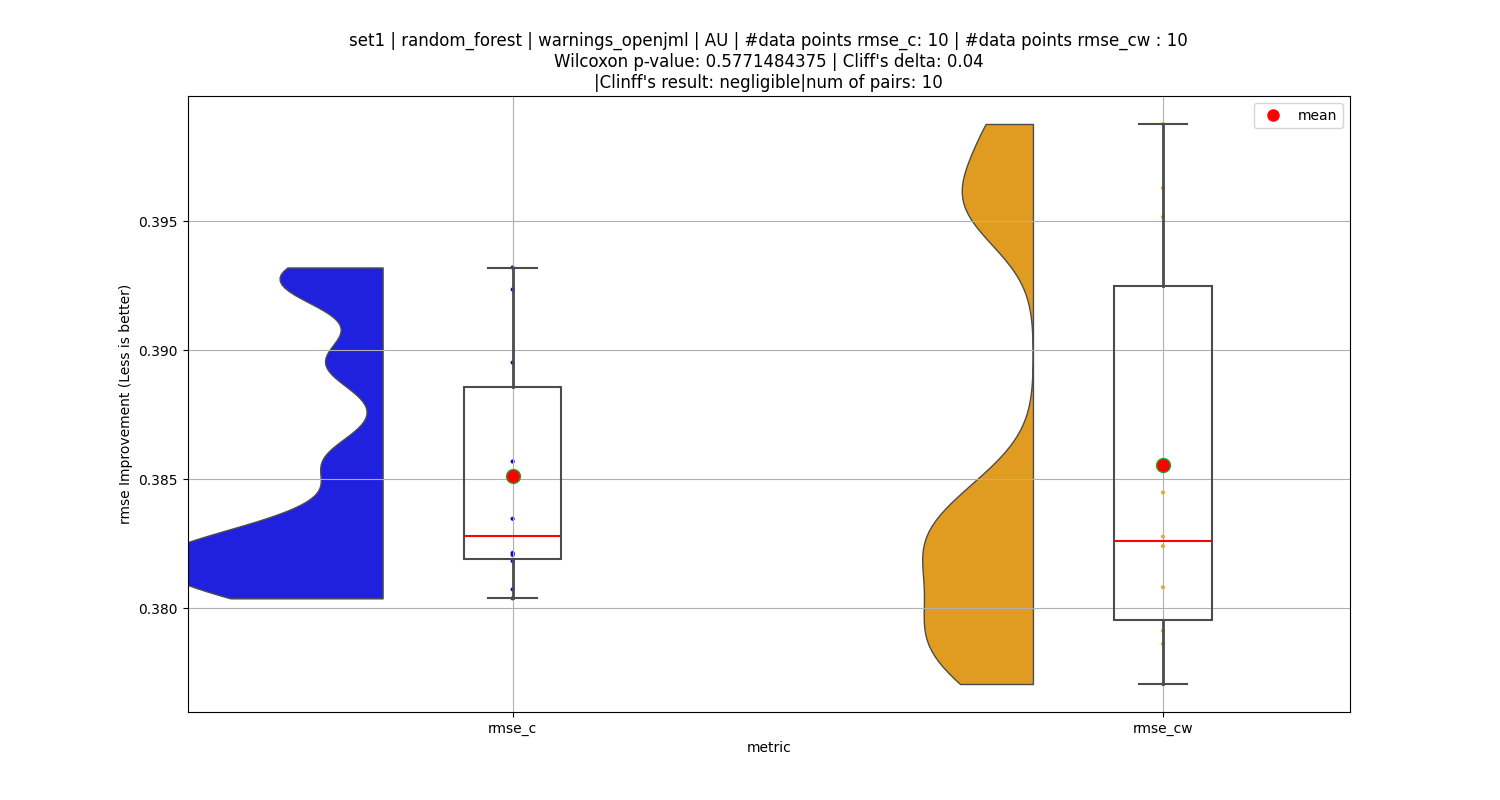 set1 | random_forest | warnings_openjml | AU | #data points rmse_c: 10 | #data points rmse_cw : 10
Wilcoxon p-value: 0.5771484375 | Cliff's delta: 0.04
|Clinff's result: negligible|num of pairs: 10
mean
0.395
0.390
0.385
0.380
rmse Improvement (Less is better)
rmse_c
rmse_cw
metric